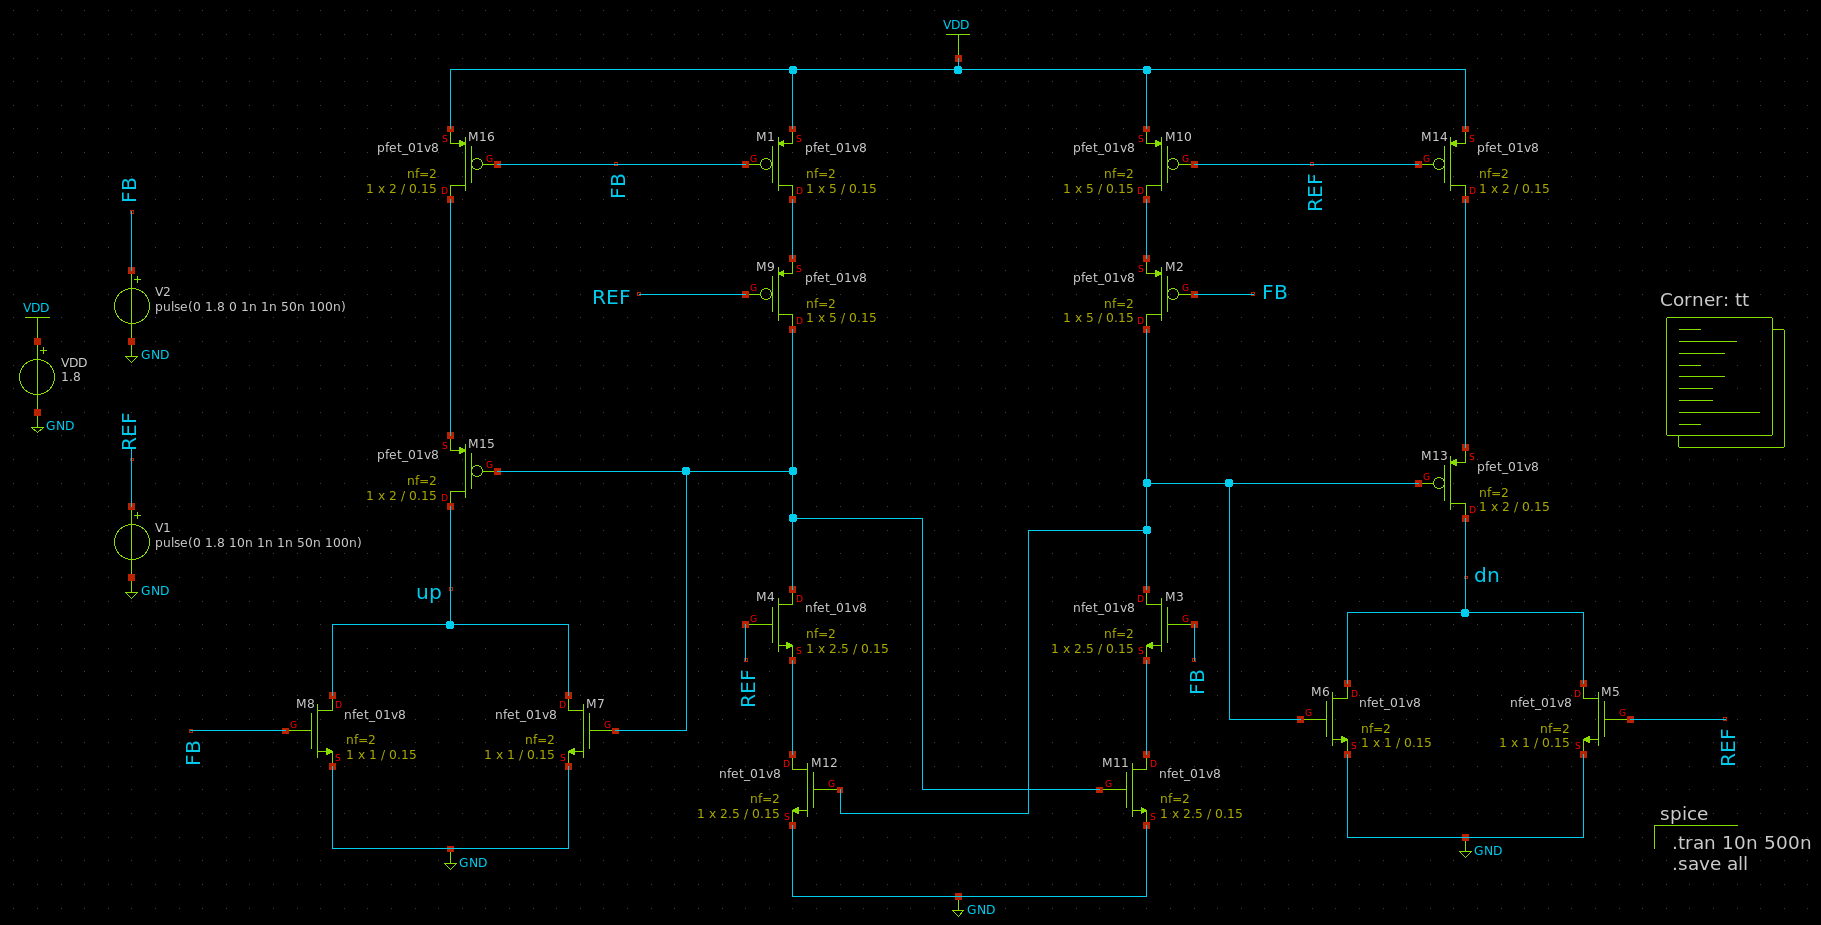 VDD
M16
pfet_01v8
nf=2
1 x 2 / 0.15
S
G
D
FB
M1
pfet_01v8
nf=2
1 x 5 / 0.15
S
G
D
M10
pfet_01v8
nf=2
1 x 5 / 0.15
S
G
D
REF
M14
pfet_01v8
nf=2
1 x 2 / 0.15
S
G
D
FB
V2
pulse(0 1.8 0 1n 1n 50n 100n)
GND
VDD
VDD
1.8
GND
REF
V1
pulse(0 1.8 10n 1n 1n 50n 100n)
GND
REF
M9
pfet_01v8
nf=2
1 x 5 / 0.15
S
G
D
M2
pfet_01v8
nf=2
1 x 5 / 0.15
S
G
D
FB
Corner: tt
M15
pfet_01v8
nf=2
1 x 2 / 0.15
S
G
D
M13
pfet_01v8
nf=2
1 x 2 / 0.15
S
G
D
up
dn
M4
nfet_01v8
nf=2
1 x 2.5 / 0.15
D
G
S
REF
M3
nfet_01v8
nf=2
1 x 2.5 / 0.15
D
G
S
FB
FB
M8
nfet_01v8
nf=2
1 x 1 / 0.15
D
G
S
M7
nfet_01v8
nf=2
1 x 1 / 0.15
D
G
S
GND
M12
nfet_01v8
nf=2
1 x 2.5 / 0.15
D
G
S
M11
nfet_01v8
nf=2
1 x 2.5 / 0.15
D
G
S
GND
M6
nfet_01v8
nf=2
1 x 1 / 0.15
D
G
S
M5
nfet_01v8
nf=2
1 x 1 / 0.15
D
G
S
REF
GND
spice
.tran 10n 500n
.save all